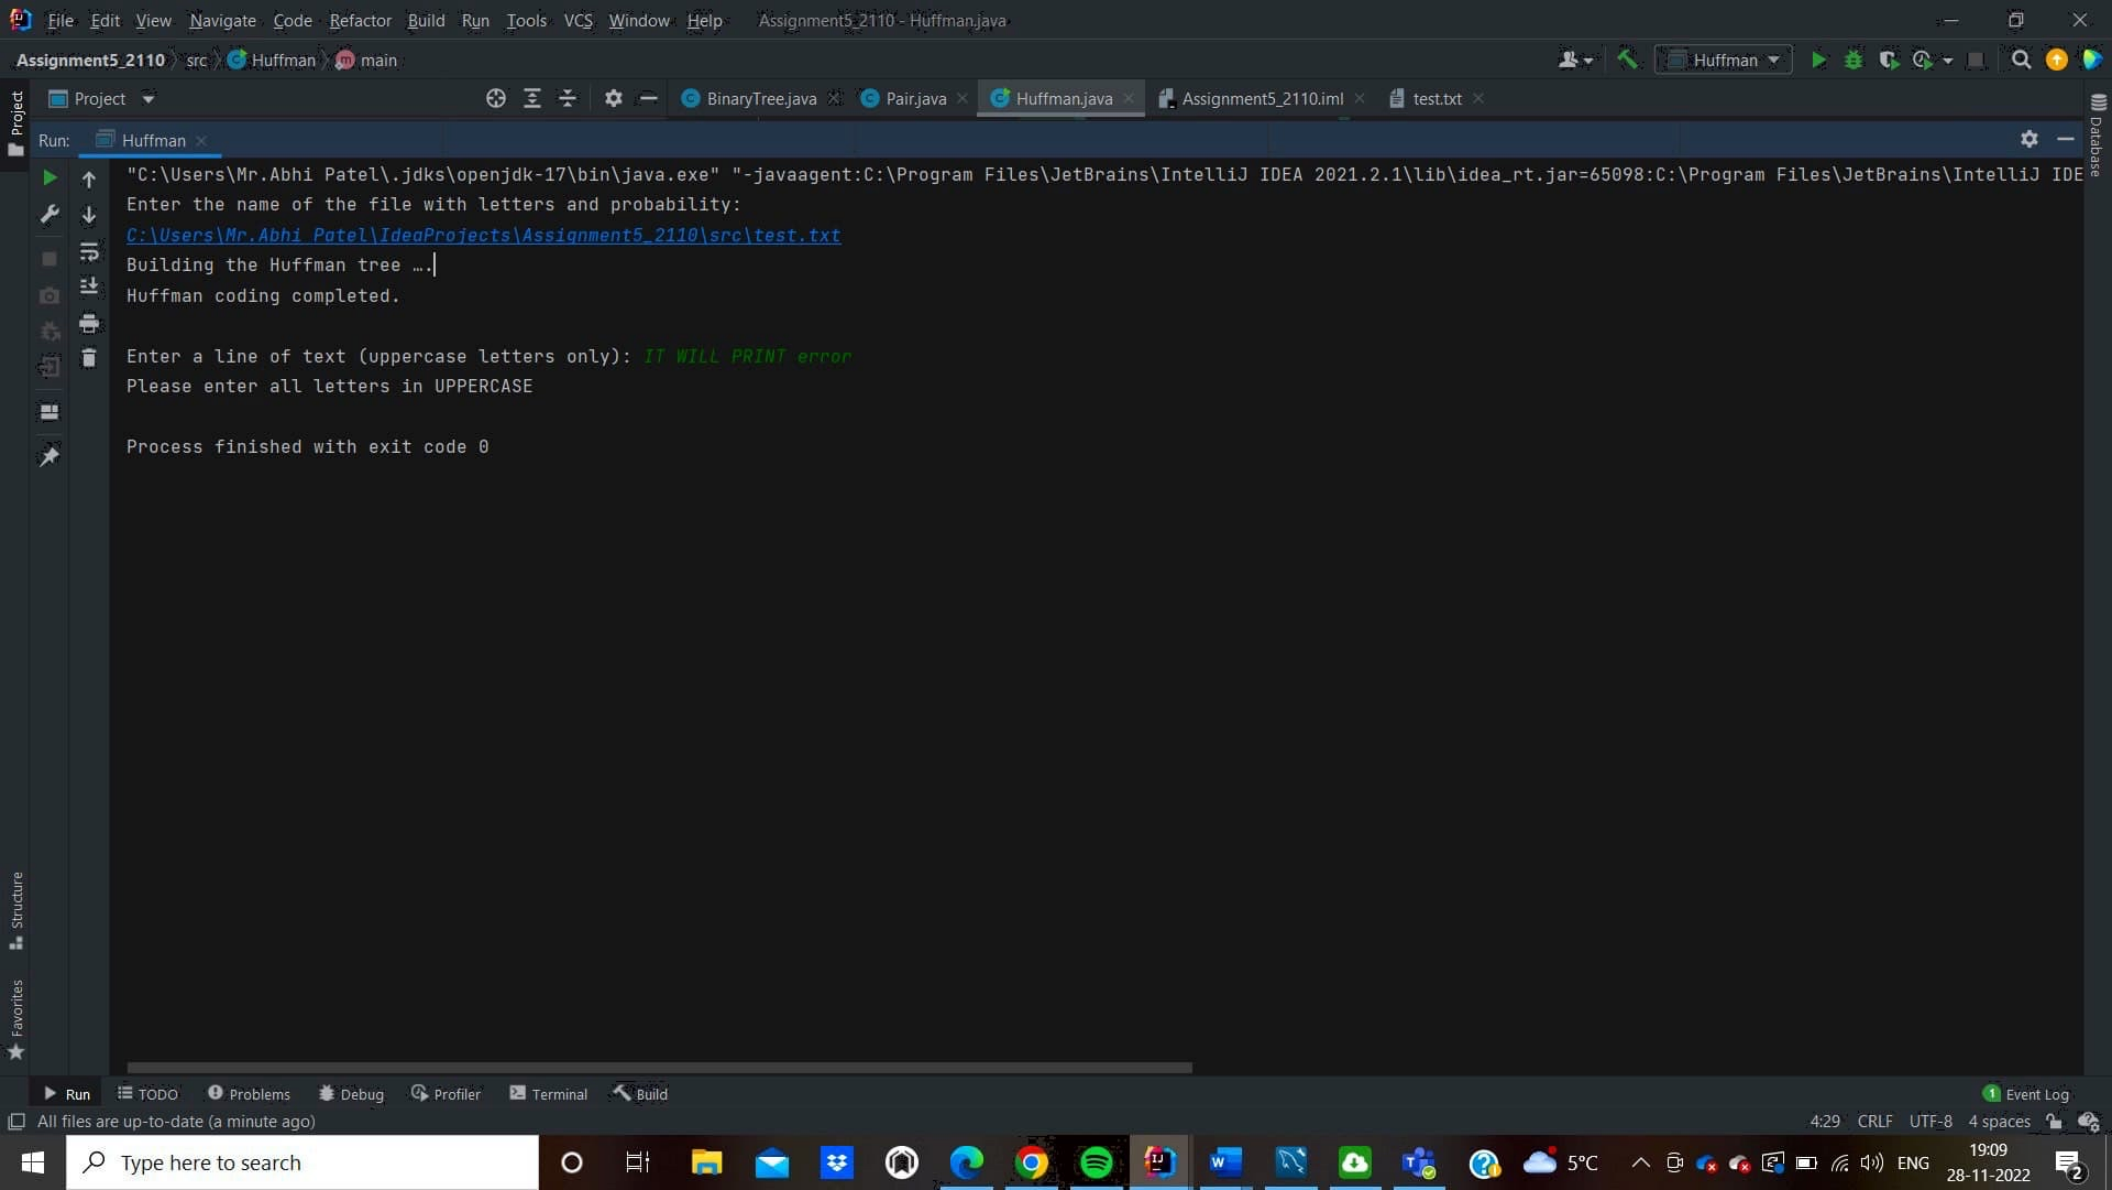 File Edit View Navigate Code Refactor Build Run Tools VCS Window Help Assignment5_2110 - Huffman.java
Assignment5_2110 src Huffman main Huffman
Project Project BinaryTree.java Pair.java Huffman.java Assignment5_2110.iml test.txt Database
Run: Huffman
"C:\Users\Mr.Abhi Patel\.jdks\openjdk-17\bin\java.exe" "-javaagent:C:\Program Files\JetBrains\IntelliJ IDEA 2021.2.1\lib\idea_rt.jar=65098:C:\Program Files\JetBrains\IntelliJ IDE
Enter the name of the file with letters and probability:
C:\Users\Mr.Abhi Patel\IdeaProjects\Assignment5_2110\src\test.txt
Building the Huffman tree ….
Huffman coding completed.
Enter a line of text (uppercase letters only): IT WILL PRINT error
Please enter all letters in UPPERCASE
Process finished with exit code 0
Structure
Favorites
Run TODO Problems Debug Profiler Terminal Build 1 Event Log
All files are up-to-date (a minute ago) 4:29 CRLF UTF-8 4 spaces
Type here to search 5°C ENG 19:09
28-11-2022 2